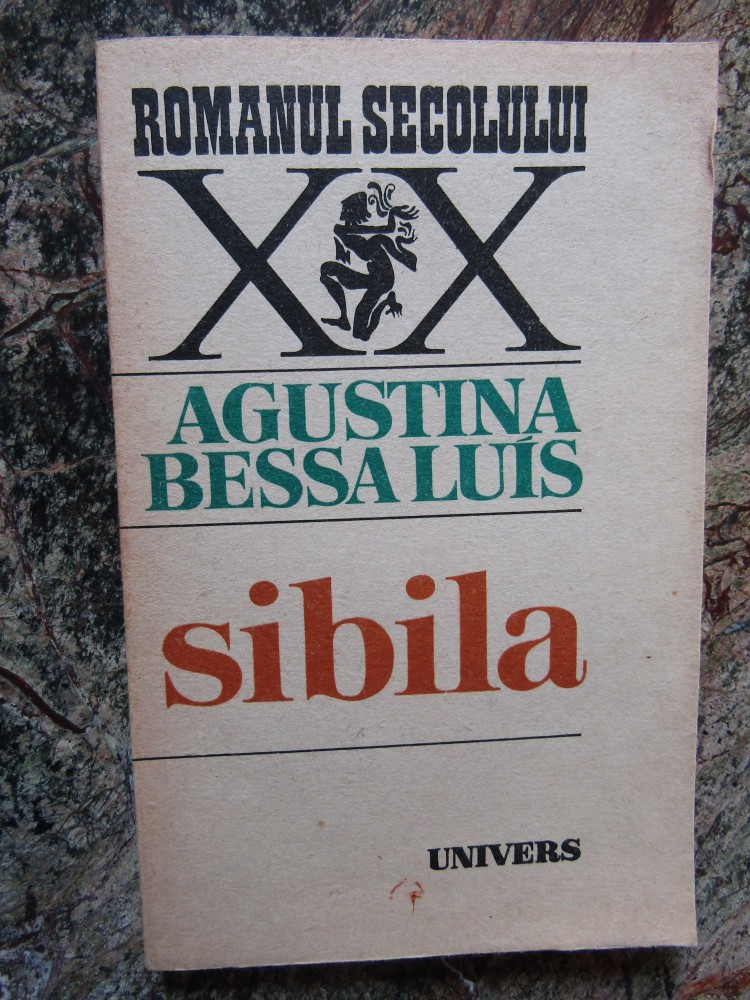 ROMANUL SECOLULUI
XX
AGUSTINA
BESSA LUÍS
sibila
UNIVERS